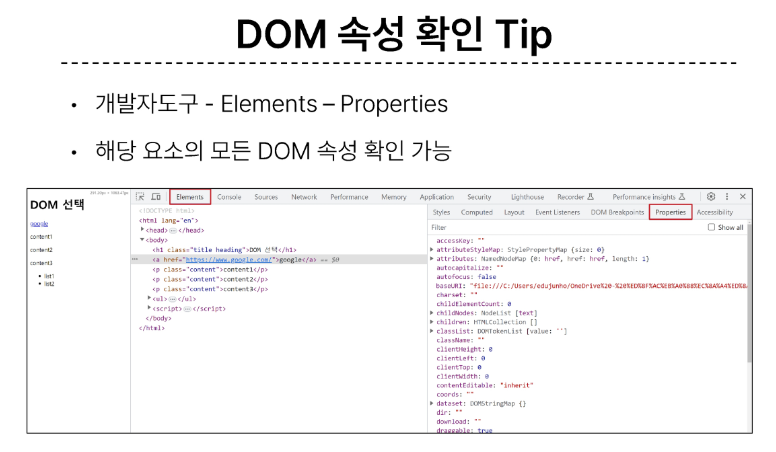 DOM 속성 확인 Tip
• 개발자도구 - Elements – Properties
• 해당 요소의 모든 DOM 속성 확인 가능
DOM 선택
google
content1
content2
content3
list1
list2
Elements Console Sources Network Performance Memory Application Security Lighthouse Recorder Performance insights
<!DOCTYPE html>
<html lang="en">
<head>⋯</head>
<body>
<h1 class="title heading">DOM 선택</h1>
<a href="https://www.google.com/">google</a> == $0
<p class="content">content1</p>
<p class="content">content2</p>
<p class="content">content3</p>
<ul>⋯</ul>
<script>⋯</script>
</body>
</html>
Styles Computed Layout Event Listeners DOM Breakpoints Properties Accessibility
Filter Show all
accessKey: ""
attributeStyleMap: StylePropertyMap {size: 0}
attributes: NamedNodeMap {0: href, href: href, length: 1}
autocapitalize: ""
autofocus: false
baseURI: "file:///C:/Users/edujunho/OneDrive%20-%20
charset: ""
childElementCount: 0
childNodes: NodeList [text]
children: HTMLCollection []
classList: DOMTokenList [value: '']
className: ""
clientHeight: 0
clientLeft: 0
clientTop: 0
clientWidth: 0
contentEditable: "inherit"
coords: ""
dataset: DOMStringMap {}
dir: ""
download: ""
draggable: true